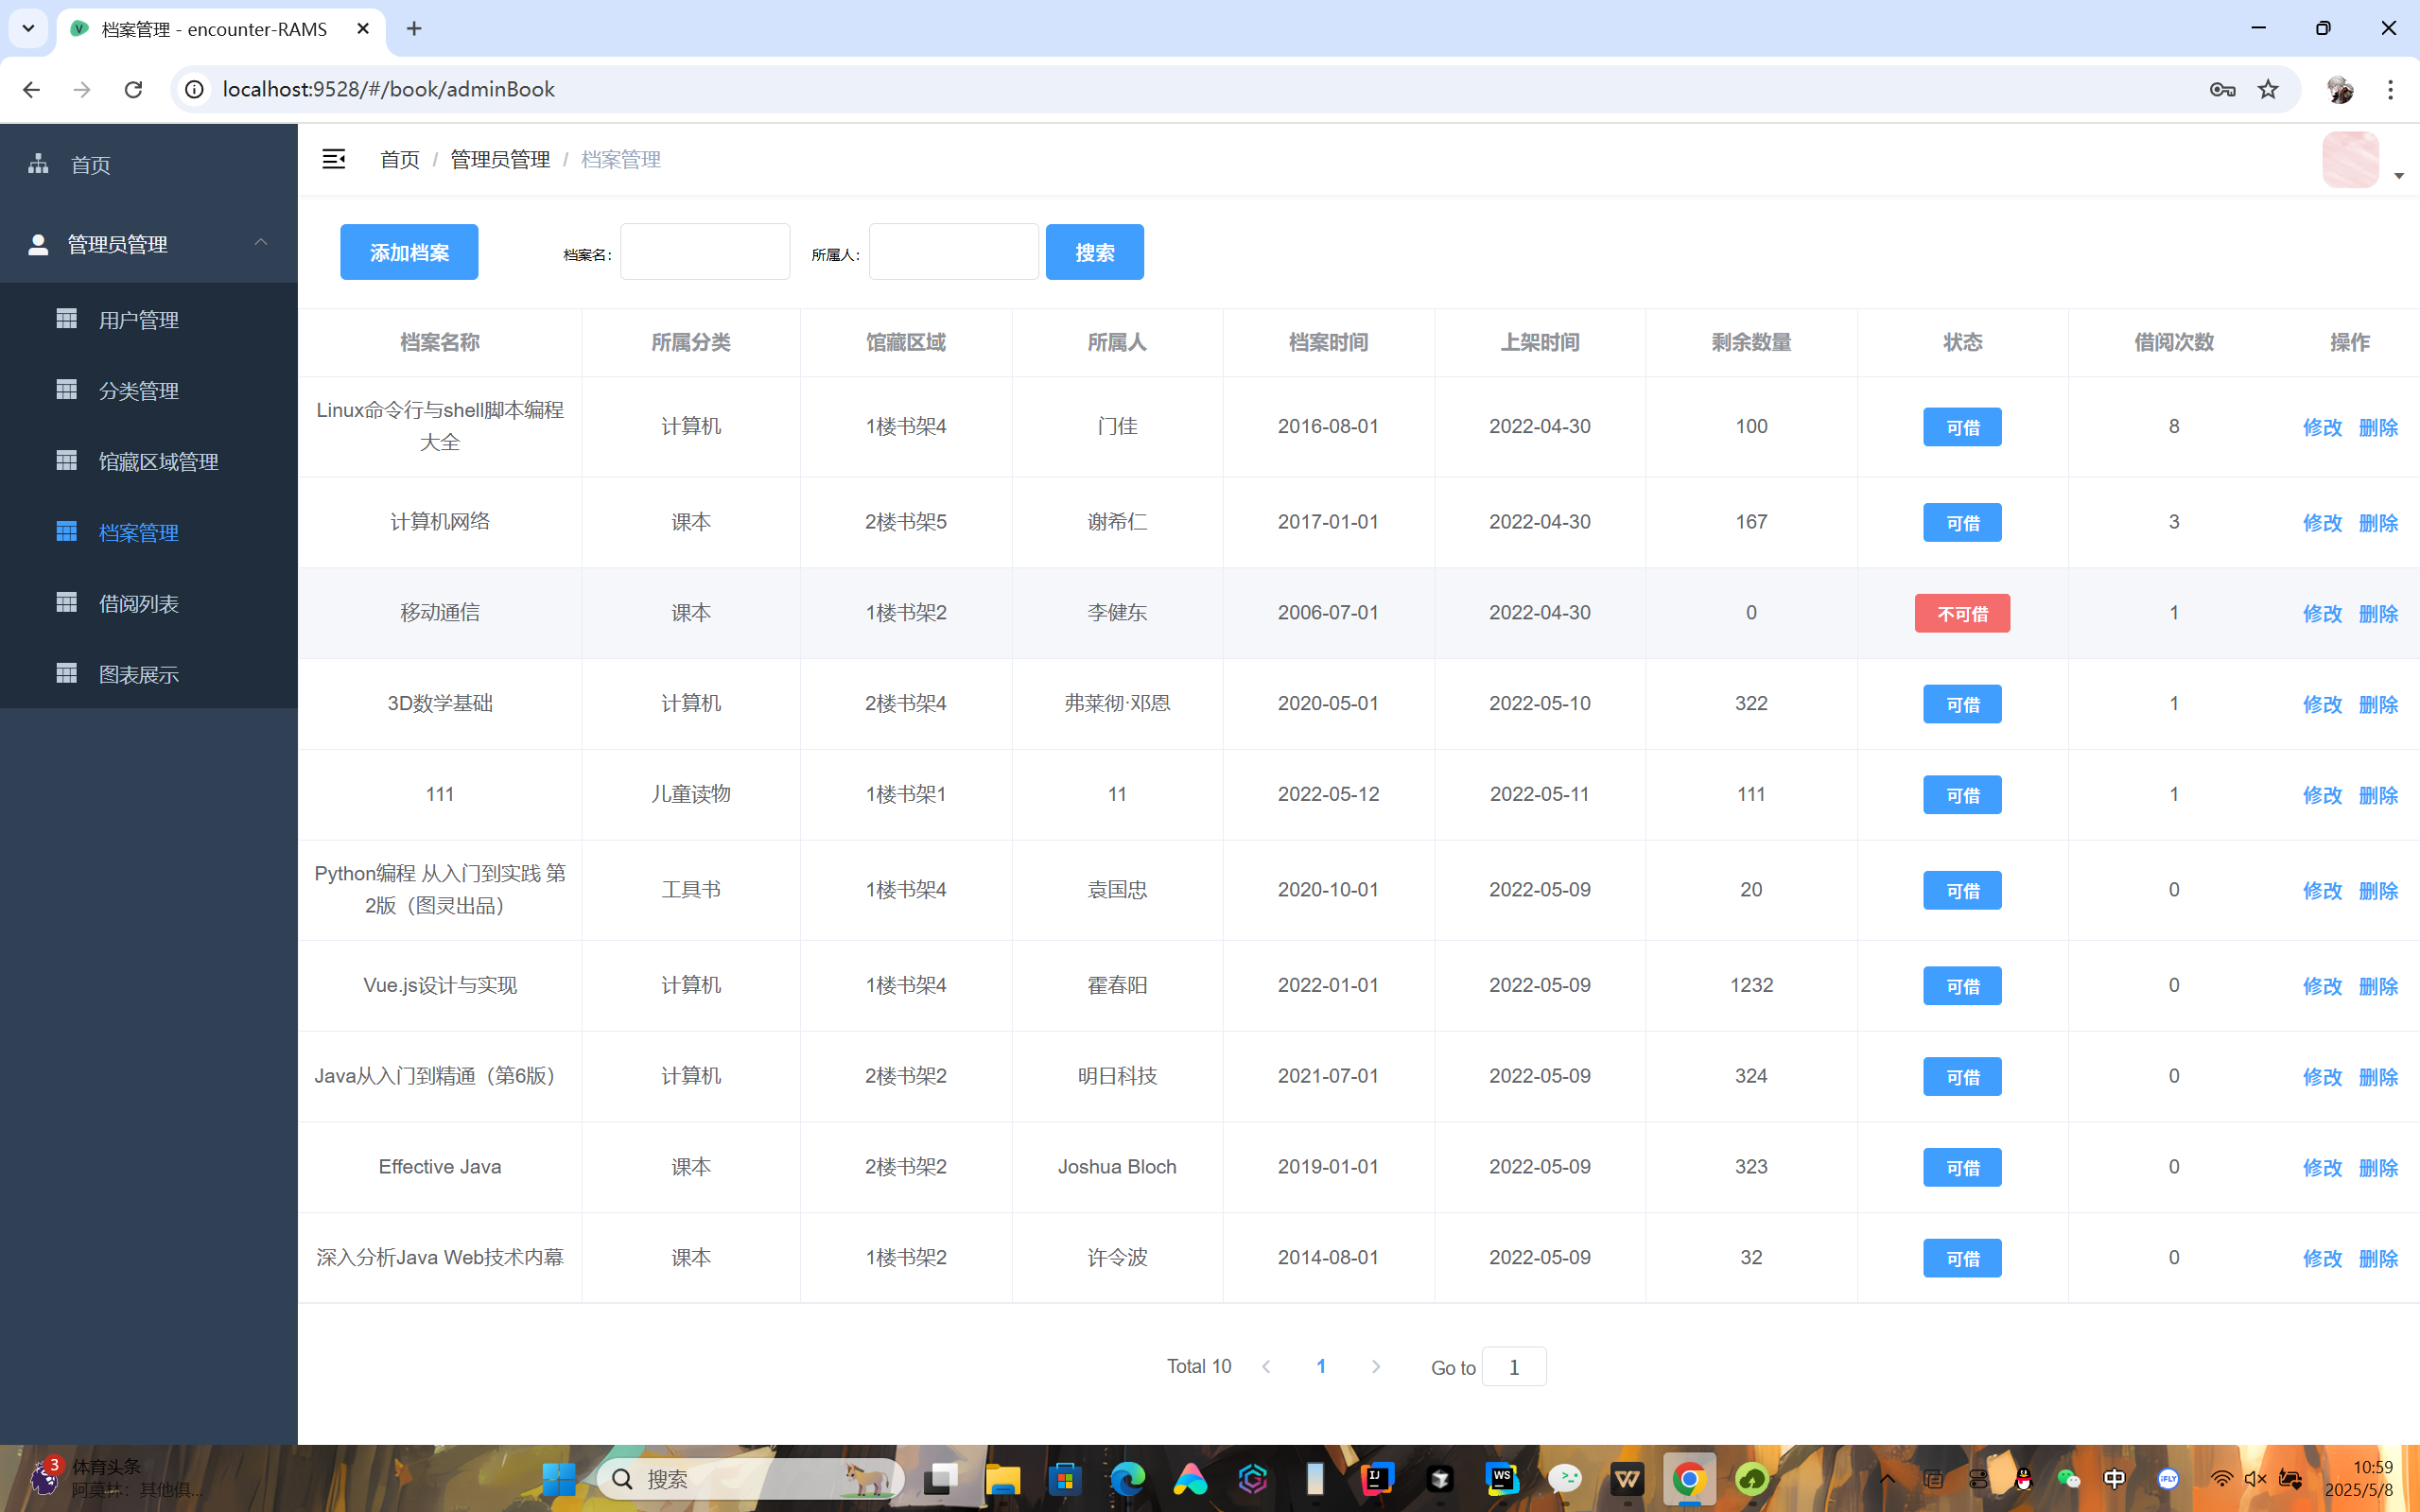 档案管理 - encounter-RAMS
localhost:9528/#/book/adminBook
首页
管理员管理
用户管理
分类管理
馆藏区域管理
档案管理
借阅列表
图表展示
首页 / 管理员管理 / 档案管理
添加档案 档案名: 所属人: 搜索
档案名称 所属分类 馆藏区域 所属人 档案时间 上架时间 剩余数量 状态 借阅次数 操作
Linux命令行与shell脚本编程
大全 计算机 1楼书架4 门佳 2016-08-01 2022-04-30 100 可借 8 修改 删除
计算机网络 课本 2楼书架5 谢希仁 2017-01-01 2022-04-30 167 可借 3 修改 删除
移动通信 课本 1楼书架2 李健东 2006-07-01 2022-04-30 0 不可借 1 修改 删除
3D数学基础 计算机 2楼书架4 弗莱彻·邓恩 2020-05-01 2022-05-10 322 可借 1 修改 删除
111 儿童读物 1楼书架1 11 2022-05-12 2022-05-11 111 可借 1 修改 删除
Python编程 从入门到实践 第
2版（图灵出品） 工具书 1楼书架4 袁国忠 2020-10-01 2022-05-09 20 可借 0 修改 删除
Vue.js设计与实现 计算机 1楼书架4 霍春阳 2022-01-01 2022-05-09 1232 可借 0 修改 删除
Java从入门到精通（第6版） 计算机 2楼书架2 明日科技 2021-07-01 2022-05-09 324 可借 0 修改 删除
Effective Java 课本 2楼书架2 Joshua Bloch 2019-01-01 2022-05-09 323 可借 0 修改 删除
深入分析Java Web技术内幕 课本 1楼书架2 许令波 2014-08-01 2022-05-09 32 可借 0 修改 删除
Total 10 1 Go to 1
3
体育头条
阿莫林：其他俱...
搜索
中
10:59
2025/5/8